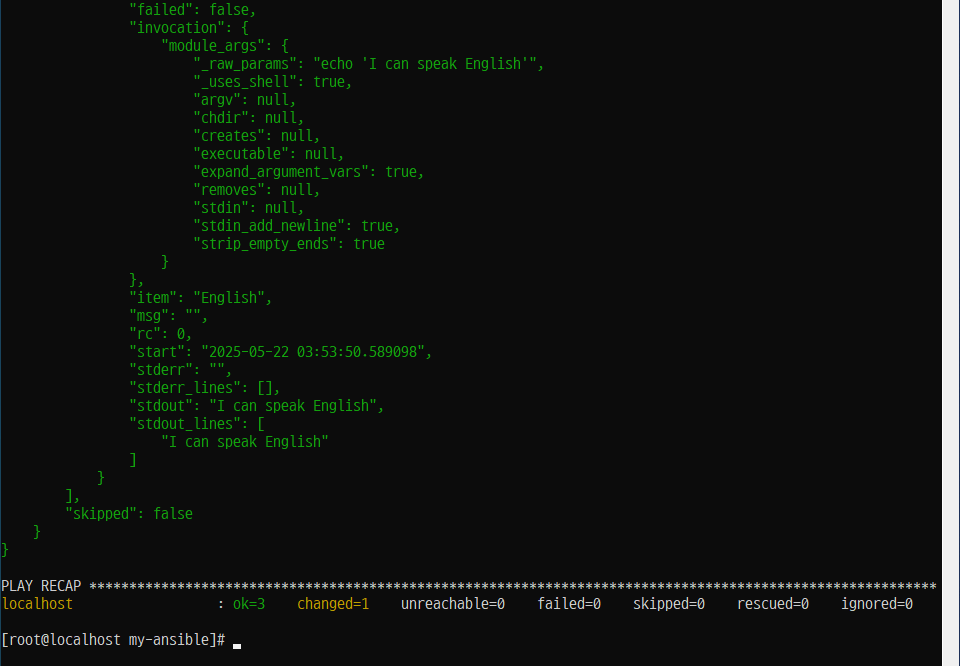 "failed": false,
"invocation": {
"module_args": {
"_raw_params": "echo 'I can speak English'",
"_uses_shell": true,
"argv": null,
"chdir": null,
"creates": null,
"executable": null,
"expand_argument_vars": true,
"removes": null,
"stdin": null,
"stdin_add_newline": true,
"strip_empty_ends": true
}
},
"item": "English",
"msg": "",
"rc": 0,
"start": "2025-05-22 03:53:50.589098",
"stderr": "",
"stderr_lines": [],
"stdout": "I can speak English",
"stdout_lines": [
"I can speak English"
]
}
],
"skipped": false
}
}
PLAY RECAP **********************************************************************************************************
localhost : ok=3 changed=1 unreachable=0 failed=0 skipped=0 rescued=0 ignored=0
[root@localhost my-ansible]#